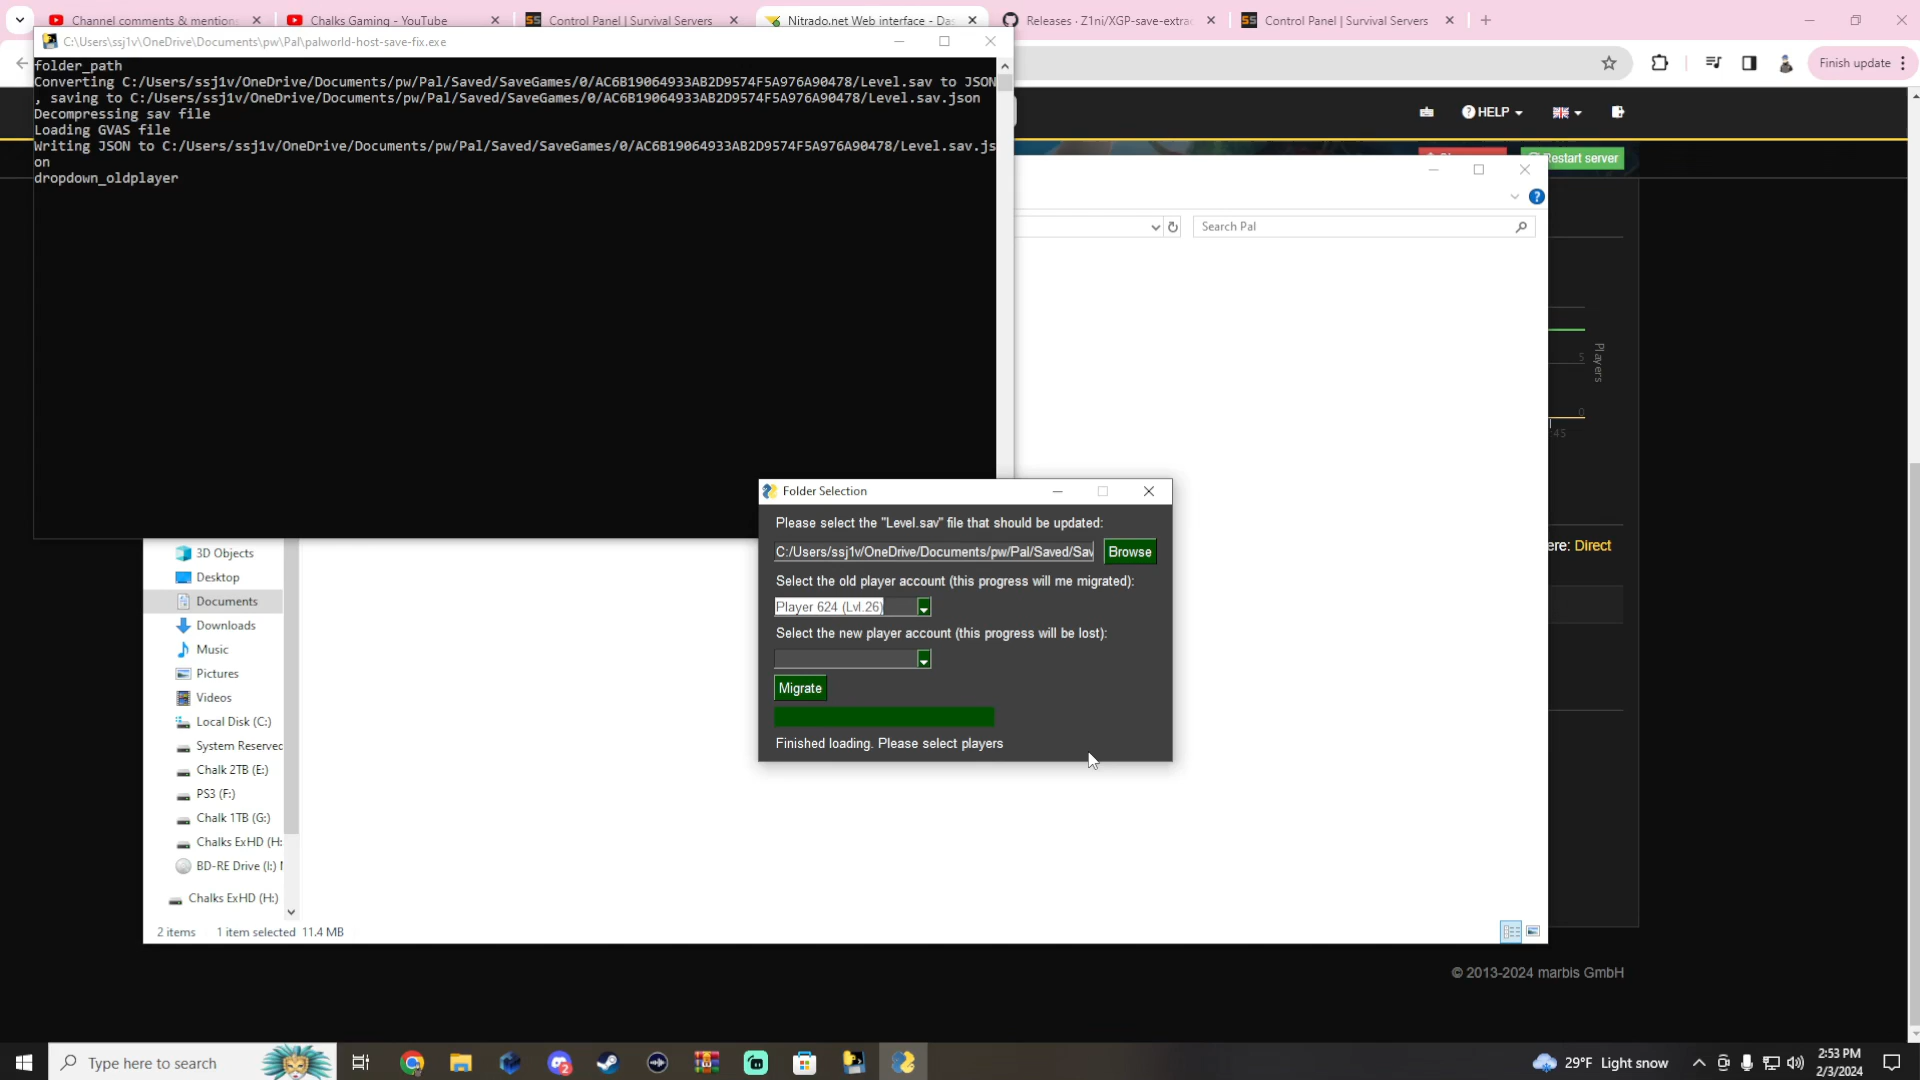 Channel comments & mentions
Chalks Gaming - YouTube
Control Panel | Survival Servers
Nitrado.net Web interface - Das
Releases · Z1ni/XGP-save-extrac
Control Panel | Survival Servers
Finish update
C:\Users\ssj1v\OneDrive\Documents\pw\Pal\palworld-host-save-fix.exe
folder_path
Converting C:/Users/ssj1v/OneDrive/Documents/pw/Pal/Saved/SaveGames/0/AC6B19064933AB2D9574F5A976A90478/Level.sav to JSON
, saving to C:/Users/ssj1v/OneDrive/Documents/pw/Pal/Saved/SaveGames/0/AC6B19064933AB2D9574F5A976A90478/Level.sav.json
Decompressing sav file
Loading GVAS file
Writing JSON to C:/Users/ssj1v/OneDrive/Documents/pw/Pal/Saved/SaveGames/0/AC6B19064933AB2D9574F5A976A90478/Level.sav.js
on
dropdown_oldplayer
HELP
Restart server
Search Pal
Players
5
0
:45
ere: Direct
Folder Selection
Please select the "Level.sav" file that should be updated:
C:/Users/ssj1v/OneDrive/Documents/pw/Pal/Saved/Sav
Browse
Select the old player account (this progress will me migrated):
Player 624 (Lvl.26)
Select the new player account (this progress will be lost):
Migrate
Finished loading. Please select players
3D Objects
Desktop
Documents
Downloads
Music
Pictures
Videos
Local Disk (C:)
System Reserved
Chalk 2TB (E:)
PS3 (F:)
Chalk 1TB (G:)
Chalks ExHD (H:
BD-RE Drive (I:)
Chalks ExHD (H:)
2 items 1 item selected 11.4 MB
© 2013-2024 marbis GmbH
Type here to search
29°F Light snow
2:53 PM
2/3/2024